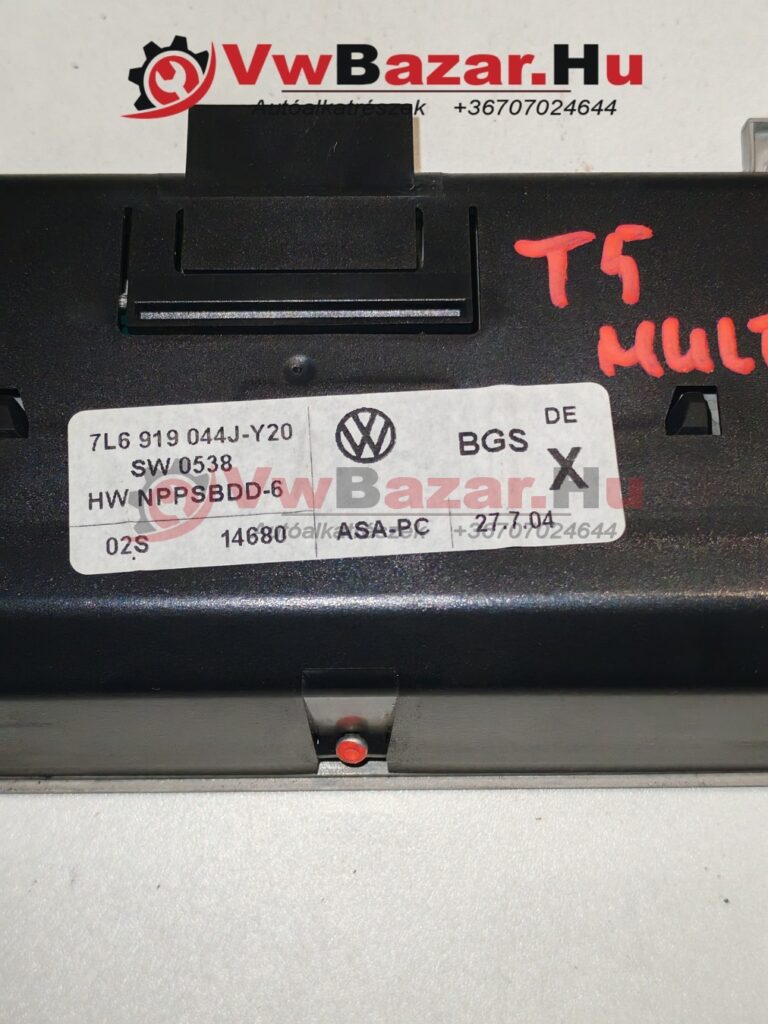 VwBazar.Hu
Autóalkatrészek +36707024644
T5
MULT
7L6 919 044J-Y20
SW 0538
HW NPPSBDD-6
02S 14680
VW
ASA-PC
BGS
DE
X
27.7.04
VwBazar.Hu
Autóalkatrészek +36707024644